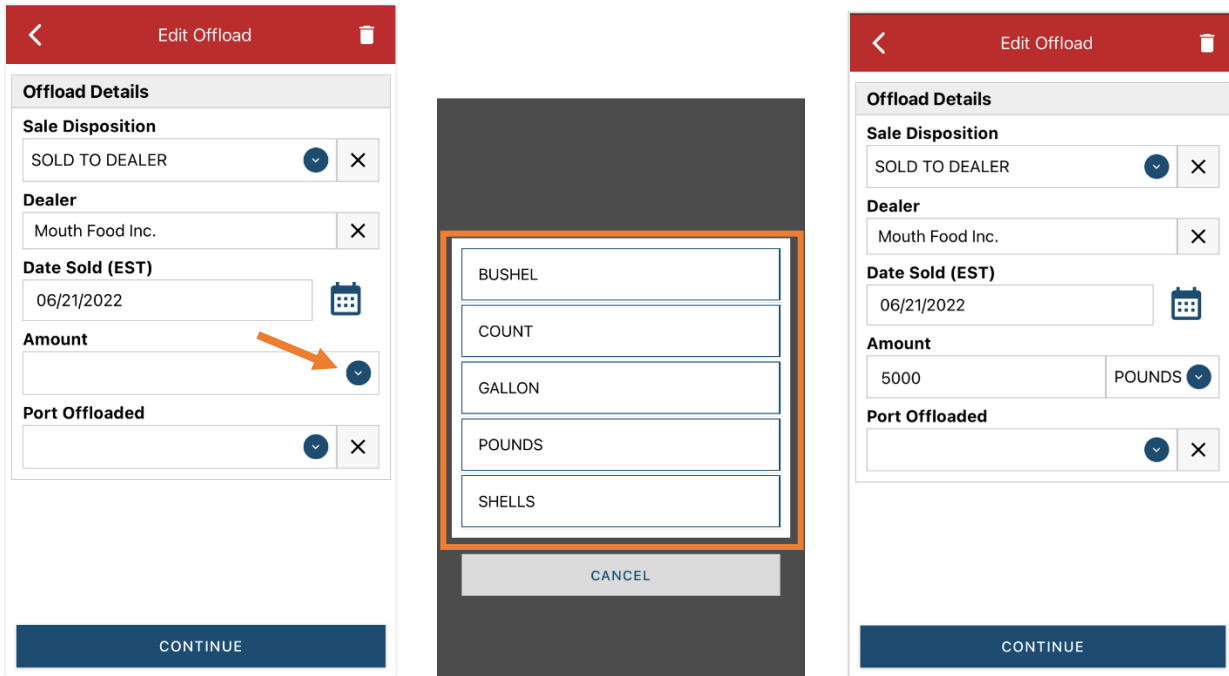 Edit Offload
Offload Details
Sale Disposition
SOLD TO DEALER
Dealer
Mouth Food Inc.
Date Sold (EST)
06/21/2022
Amount
Port Offloaded
CONTINUE
BUSHEL
COUNT
GALLON
POUNDS
SHELLS
CANCEL
Edit Offload
Offload Details
Sale Disposition
SOLD TO DEALER
Dealer
Mouth Food Inc.
Date Sold (EST)
06/21/2022
Amount
5000 POUNDS
Port Offloaded
CONTINUE